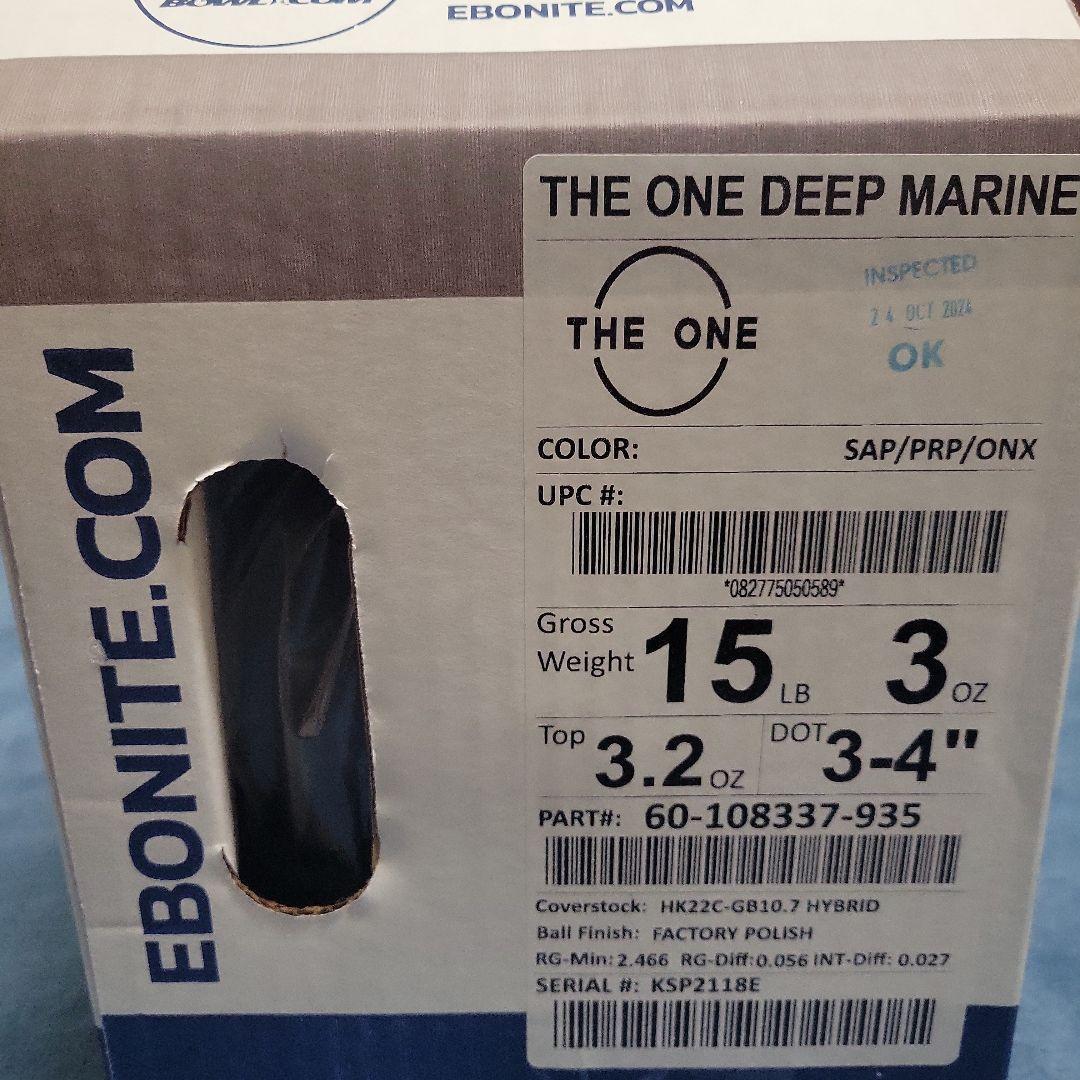 EBONITE.COM
EBONITE.COM
THE ONE DEEP MARINE
THE ONE
INSPECTED
24 OCT 2024
OK
COLOR: SAP/PRP/ONX
UPC #:
*082775050589*
Gross Weight 15 LB 3 OZ
Top 3.2 OZ DOT 3-4"
PART#: 60-108337-935
Coverstock: HK22C-GB10.7 HYBRID
Ball Finish: FACTORY POLISH
RG-Min: 2.466 RG-Diff: 0.056 INT-Diff: 0.027
SERIAL #: KSP2118E